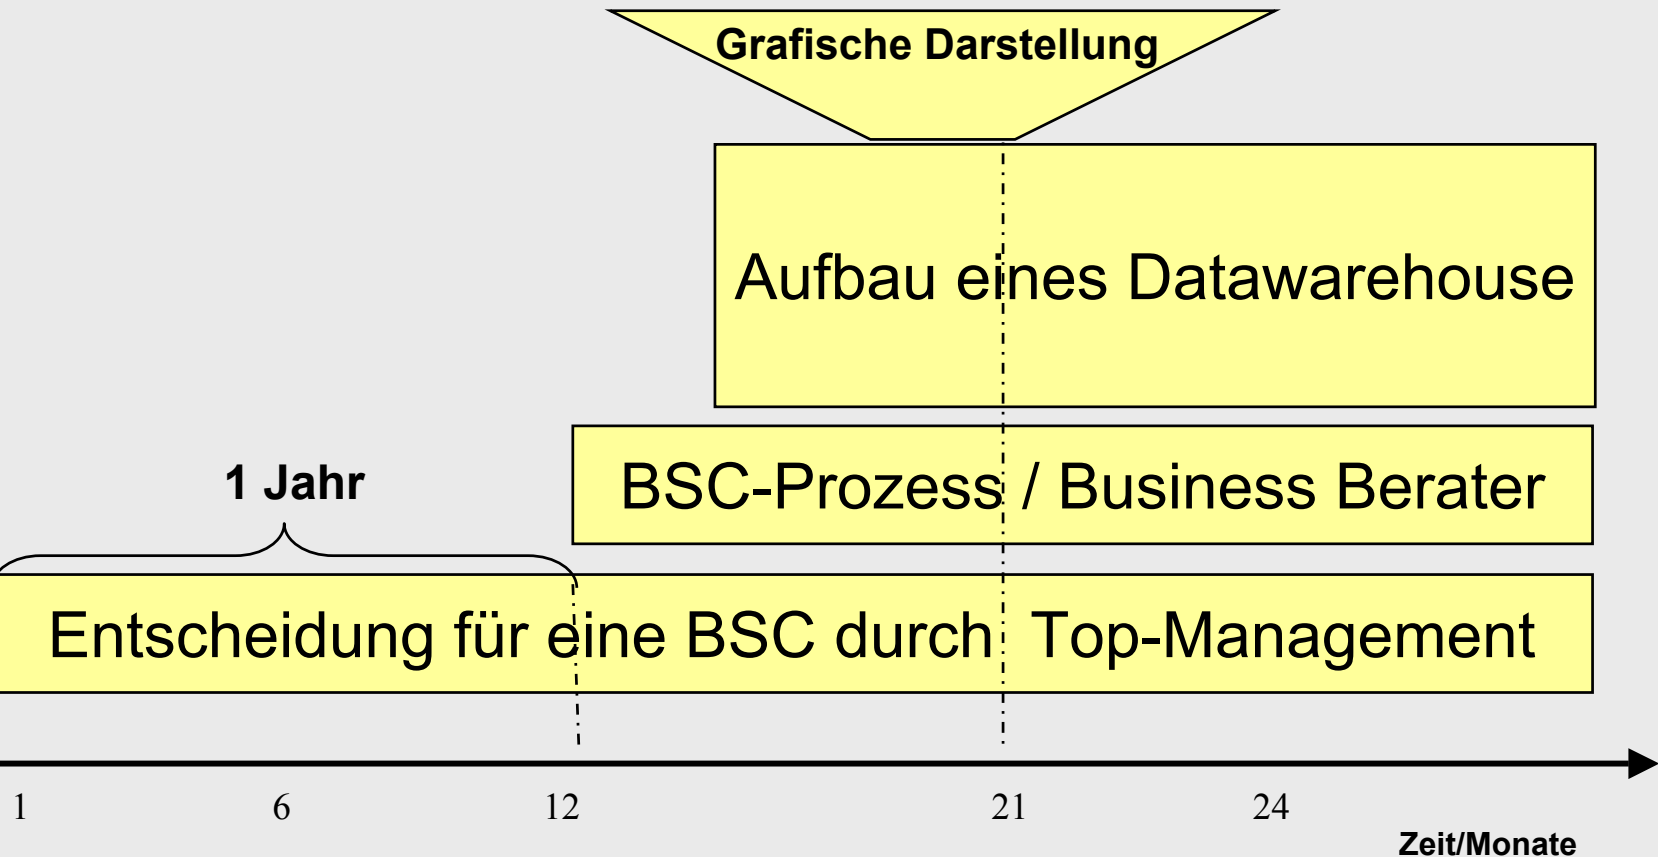 Grafische Darstellung
Aufbau eines Datawarehouse
1 Jahr
BSC-Prozess / Business Berater
Entscheidung für eine BSC durch Top-Management
1 6 12 21 24
Zeit/Monate